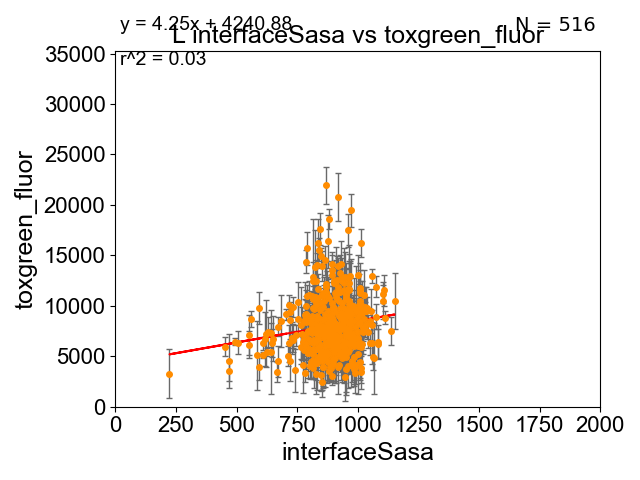 y = 4.25x + 4240.88
N = 516
L interfaceSasa vs toxgreen_fluor
r^2 = 0.03
toxgreen_fluor
35000
30000
25000
20000
15000
10000
5000
0
0 250 500 750 1000 1250 1500 1750 2000
interfaceSasa